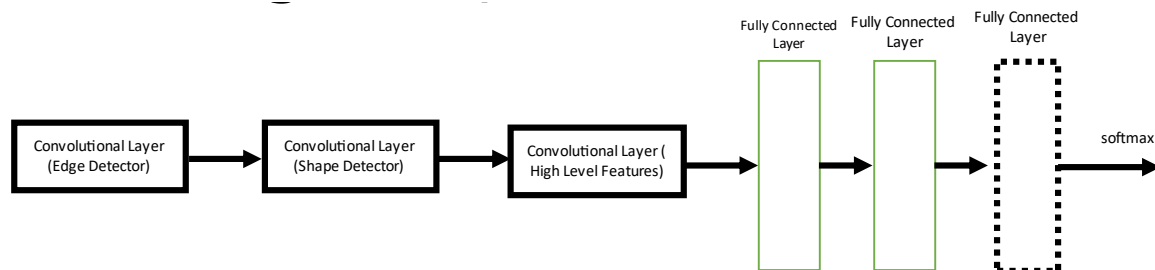 Convolutional Layer
(Edge Detector)
Convolutional Layer
(Shape Detector)
Convolutional Layer (
High Level Features)
Fully Connected
Layer
Fully Connected
Layer
Fully Connected
Layer
softmax